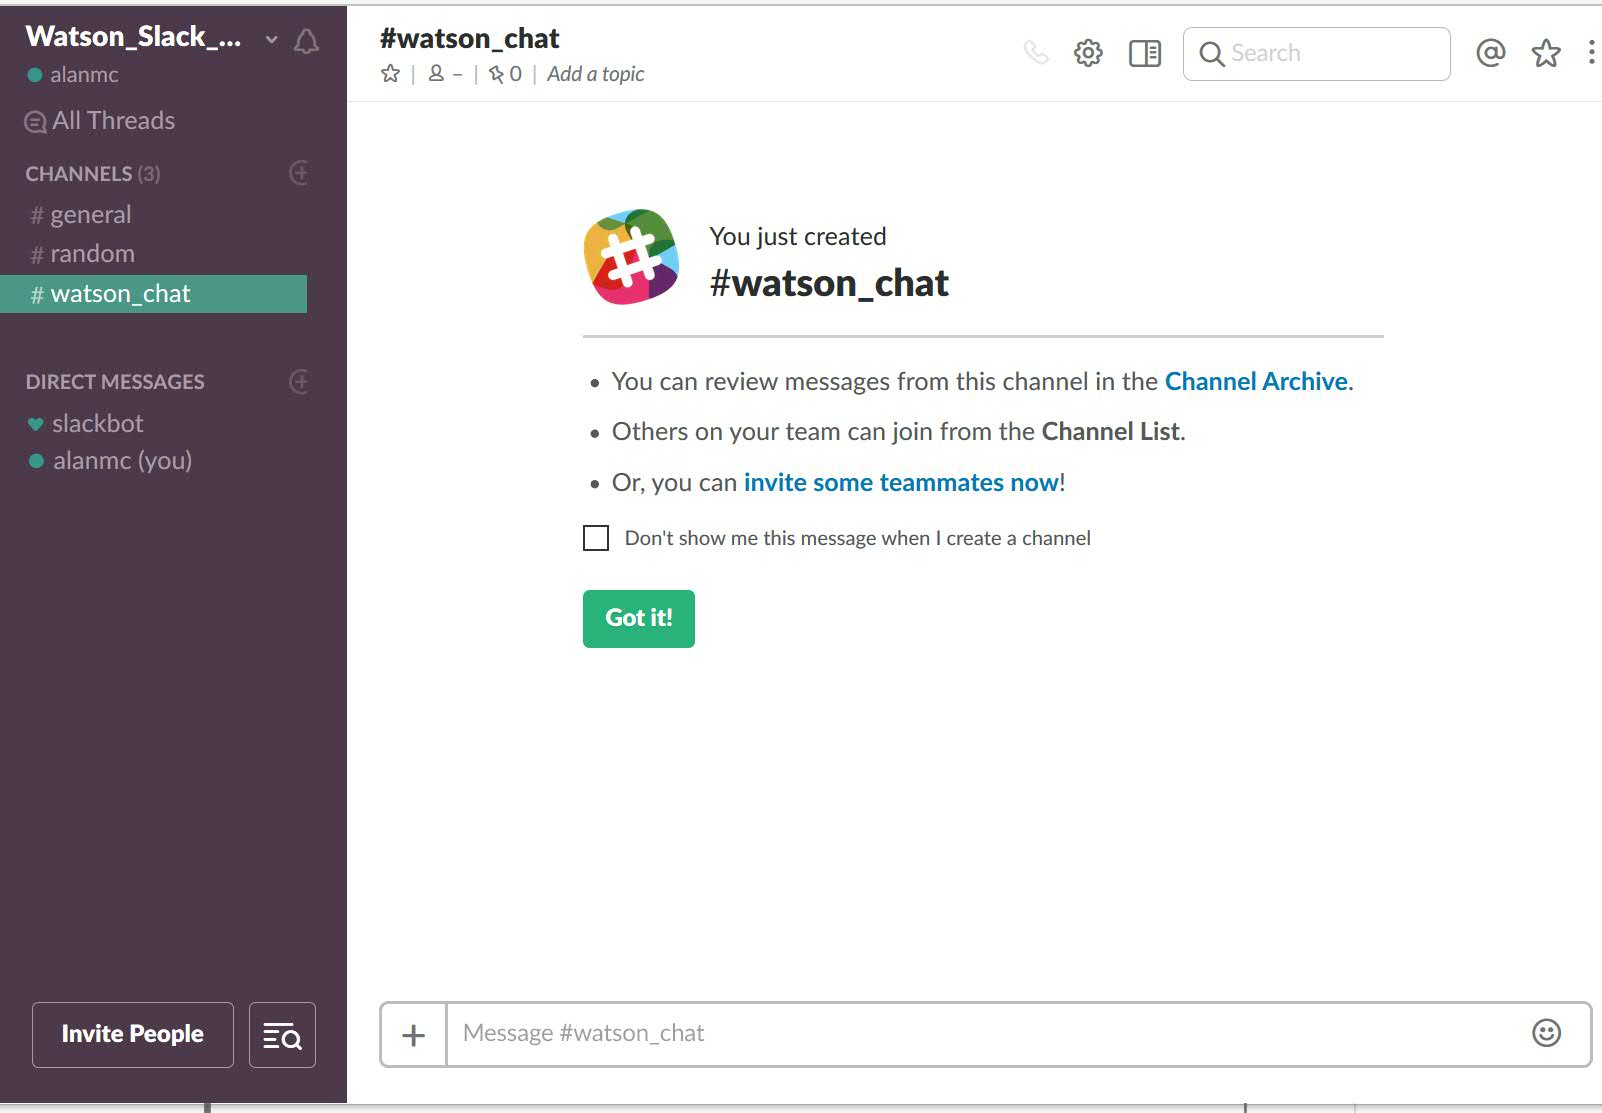 Watson_Slack_...
alanmc
All Threads
CHANNELS (3)
# general
# random
# watson_chat
DIRECT MESSAGES
slackbot
alanmc (you)
Invite People
#watson_chat
– | 0 | Add a topic
Search
You just created
#watson_chat
• You can review messages from this channel in the Channel Archive.
• Others on your team can join from the Channel List.
• Or, you can invite some teammates now!
Don't show me this message when I create a channel
Got it!
Message #watson_chat